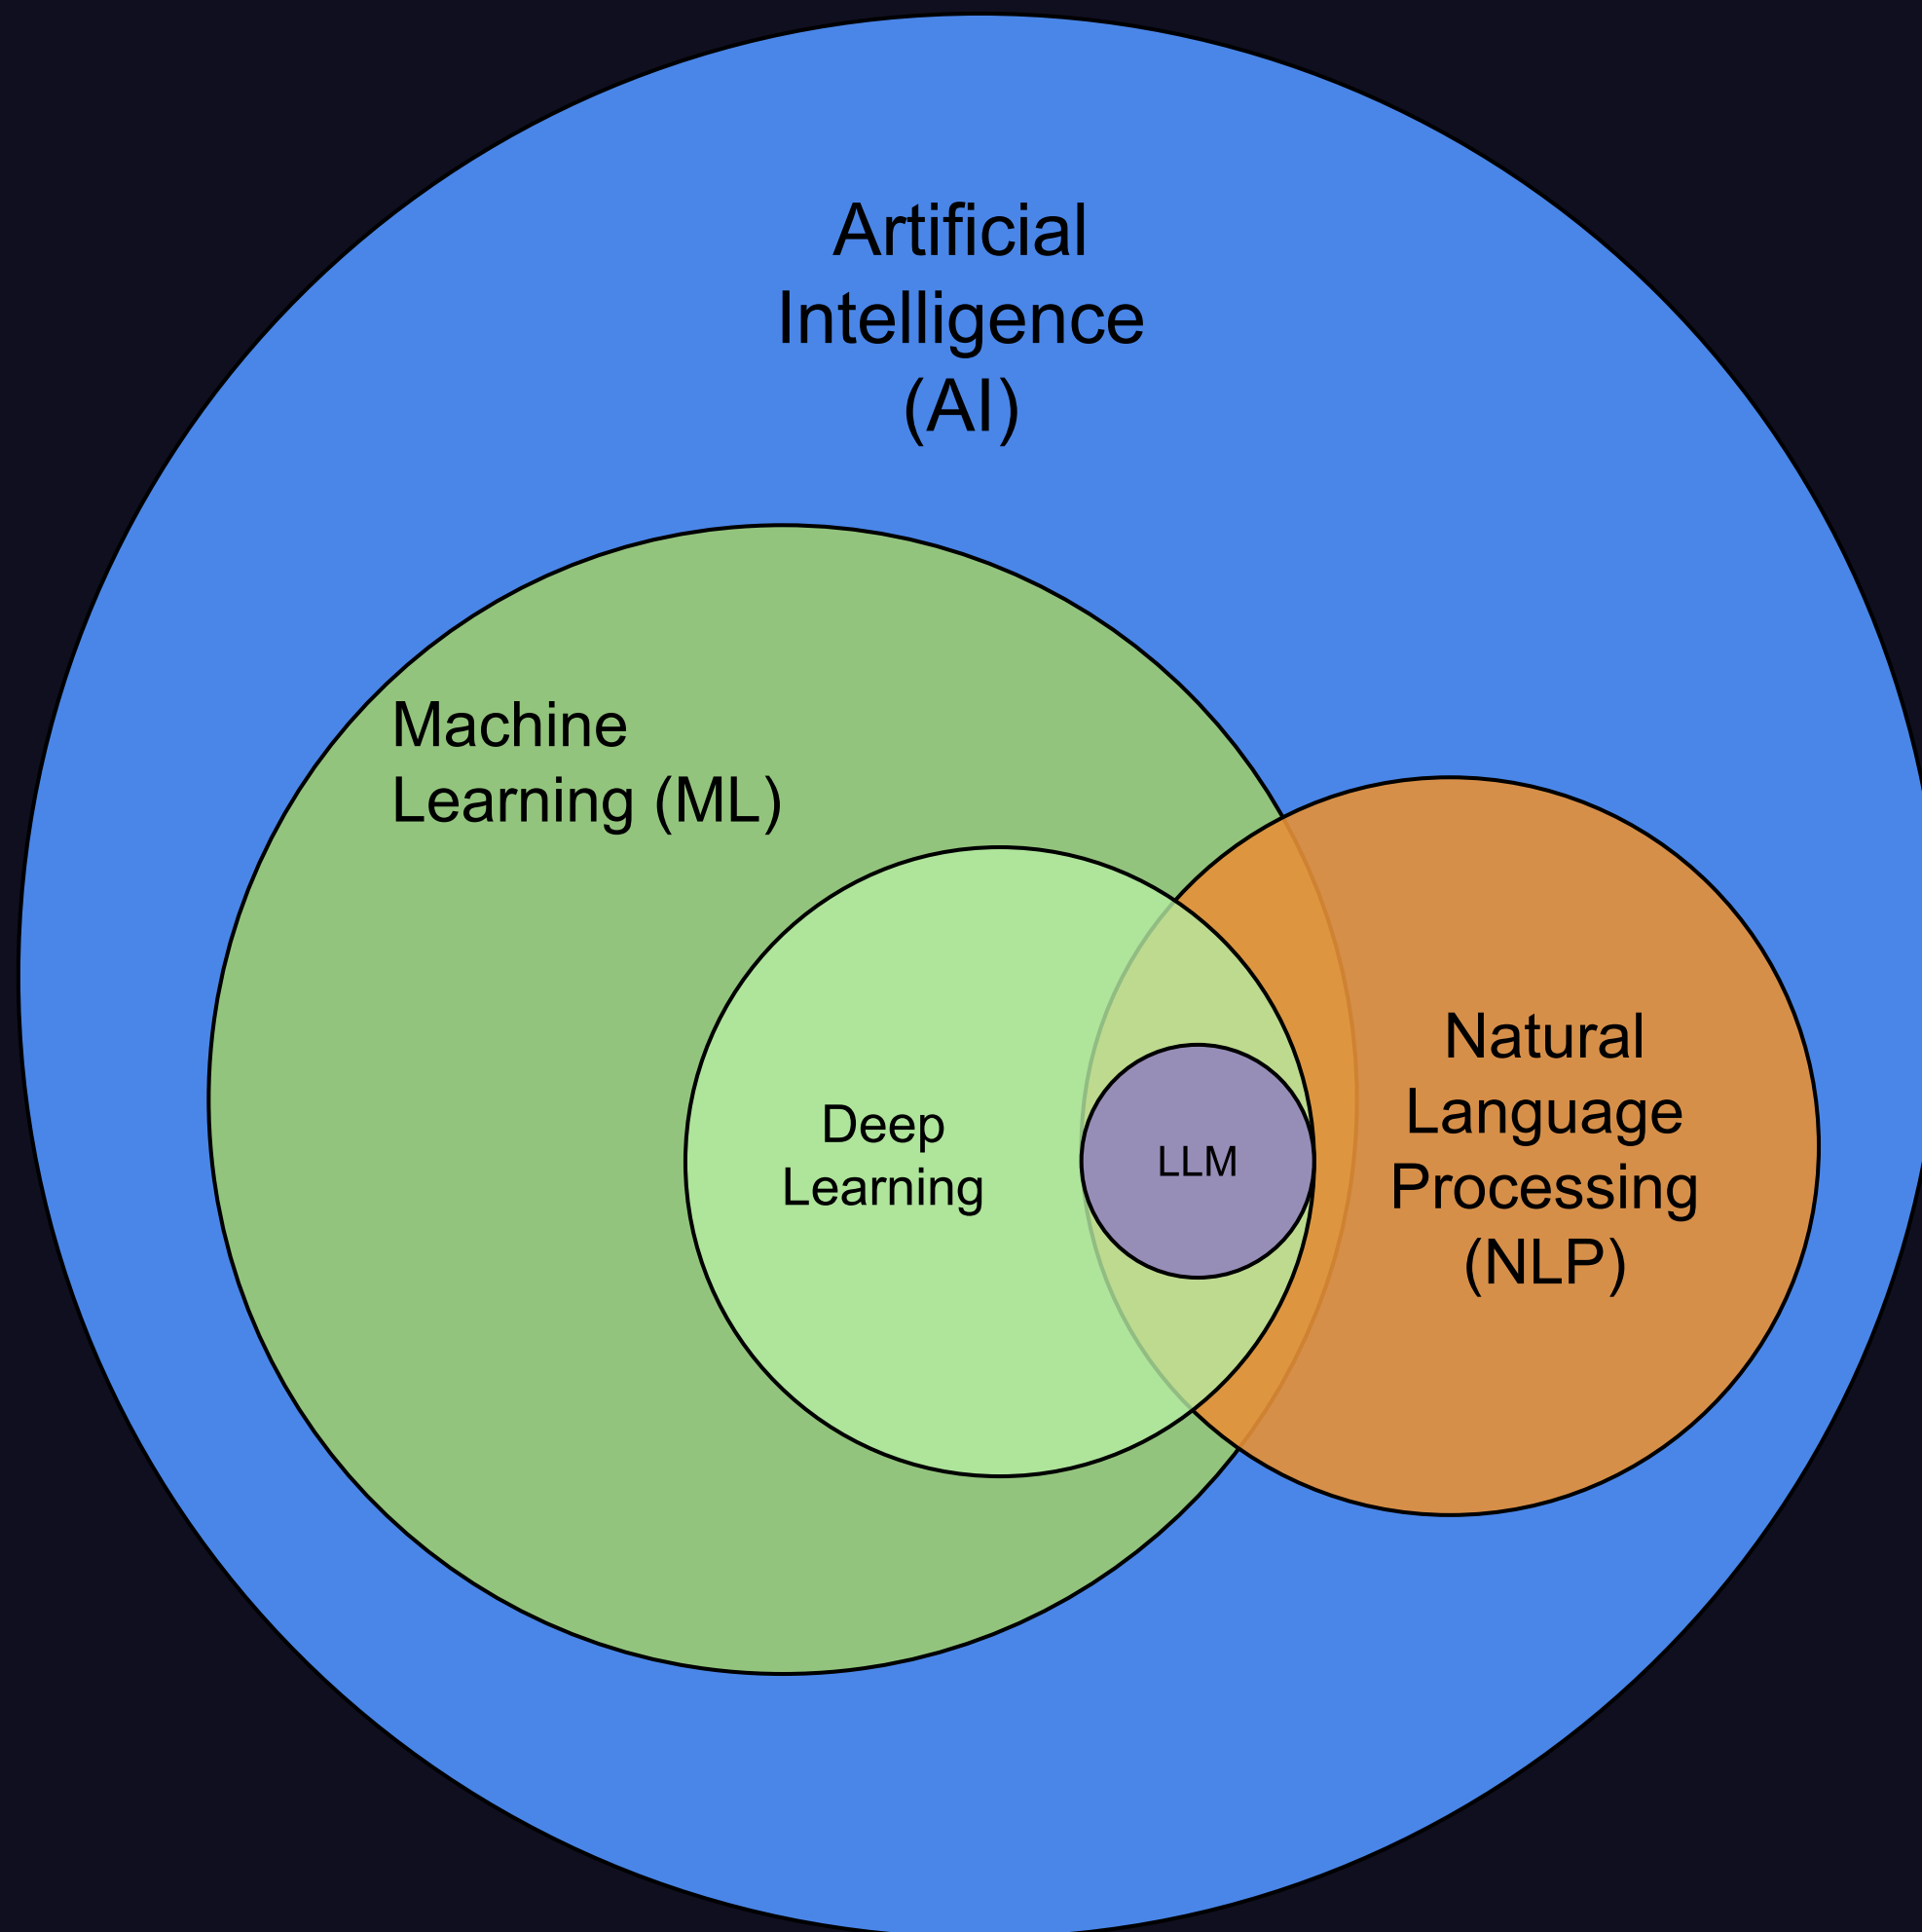 Artificial
Intelligence
(AI)
Machine
Learning (ML)
Deep
Learning
LLM
Natural
Language
Processing
(NLP)